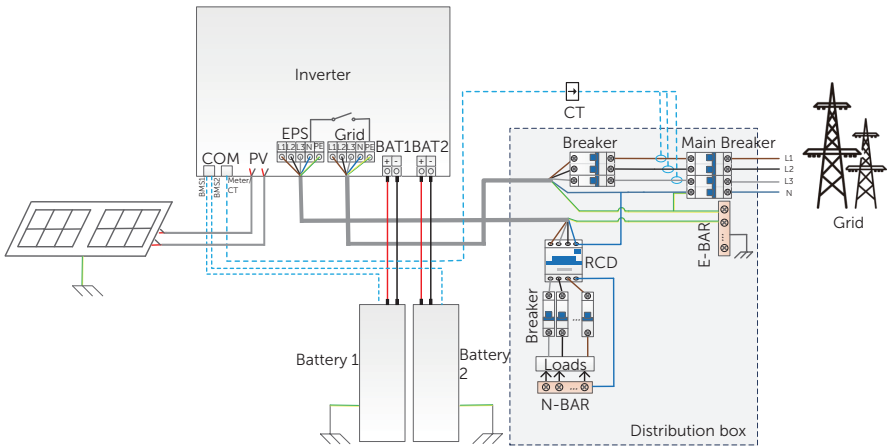 Inverter
EPS
Grid
L1 L2 L3 N PE
L1 L2 L3 N PE
COM
PV
BAT1
BAT2
+ -
+ -
BMS1
BMS2
Meter/
CT
CT
Breaker
Main Breaker
L1
L2
L3
N
Grid
E-BAR
RCD
Breaker
...
Loads
...
N-BAR
Battery 1
Battery
2
Distribution box